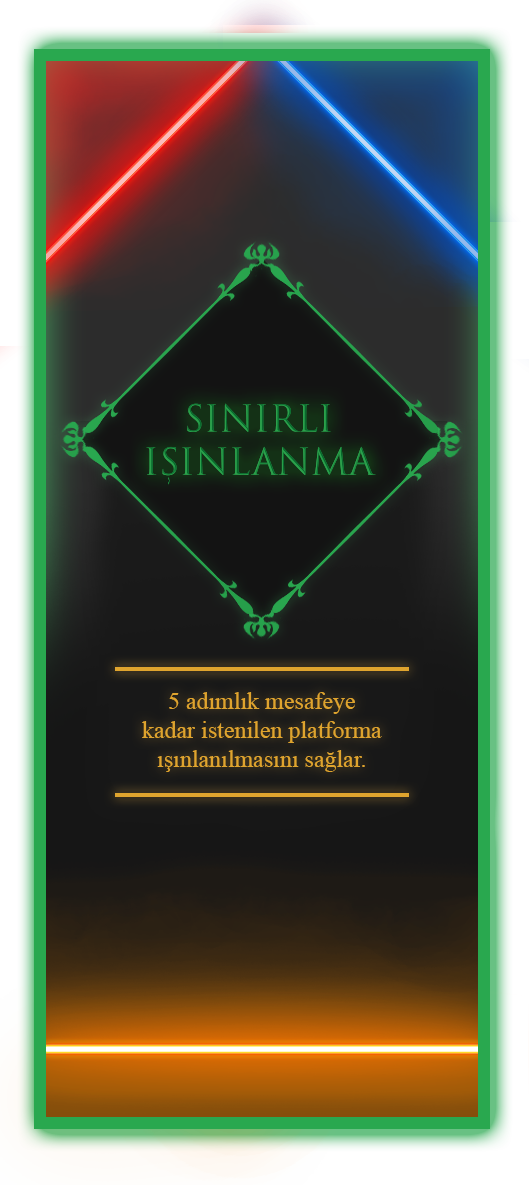 SINIRLI
IŞINLANMA
5 adımlık mesafeye
kadar istenilen platforma
ışınlanılmasını sağlar.